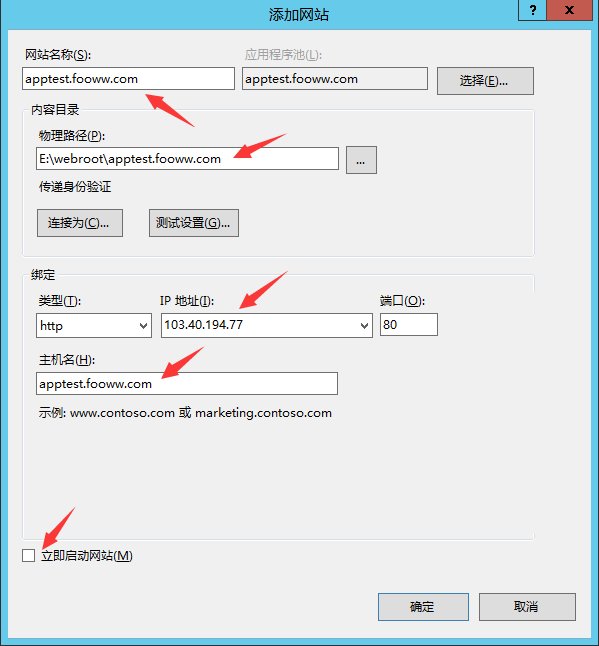 添加网站
?
x
网站名称(S):
应用程序池(L):
apptest.fooww.com
apptest.fooww.com
选择(E)...
内容目录
物理路径(P):
E:\webroot\apptest.fooww.com
...
传递身份验证
连接为(C)...
测试设置(G)...
绑定
类型(T):
IP 地址(I):
端口(O):
http
103.40.194.77
80
主机名(H):
apptest.fooww.com
示例: www.contoso.com 或 marketing.contoso.com
立即启动网站(M)
确定
取消